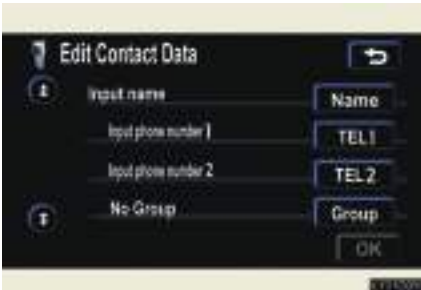 Edit Contact Data
Input name
Name
Input phone number 1
TEL1
Input phone number 2
TEL2
No Group
Group
OK